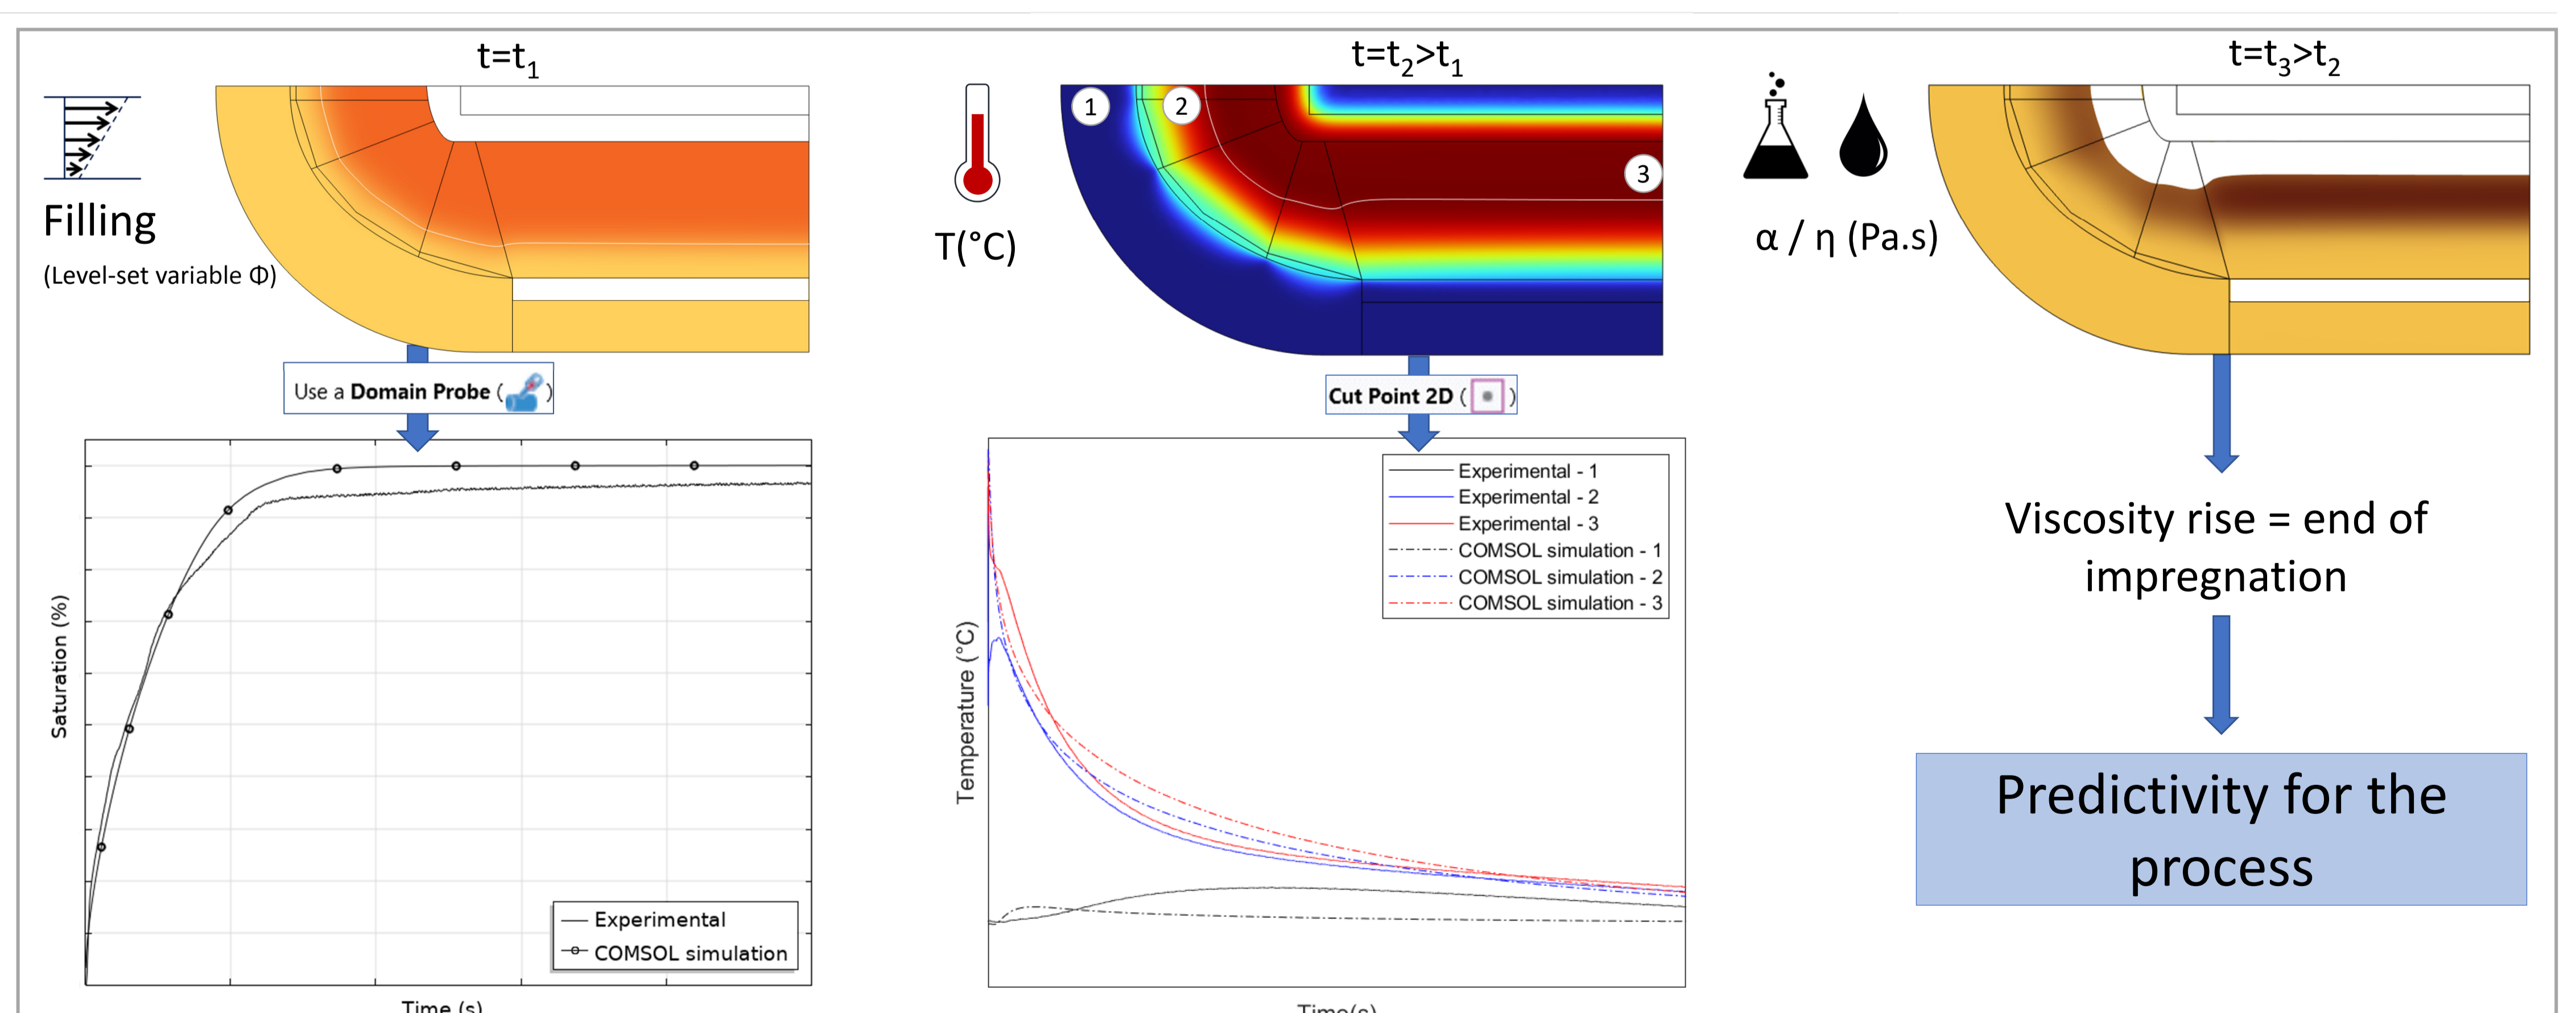 t=t₁
t=t₂>t₁
t=t₃>t₂
Filling
(Level-set variable Φ)
1
2
3
T(°C)
α / η (Pa.s)
Use a Domain Probe ( )
Cut Point 2D ( )
Saturation (%)
Experimental
COMSOL simulation
Time (s)
Temperature (°C)
Experimental - 1
Experimental - 2
Experimental - 3
COMSOL simulation - 1
COMSOL simulation - 2
COMSOL simulation - 3
Time(s)
Viscosity rise = end of
impregnation
Predictivity for the
process